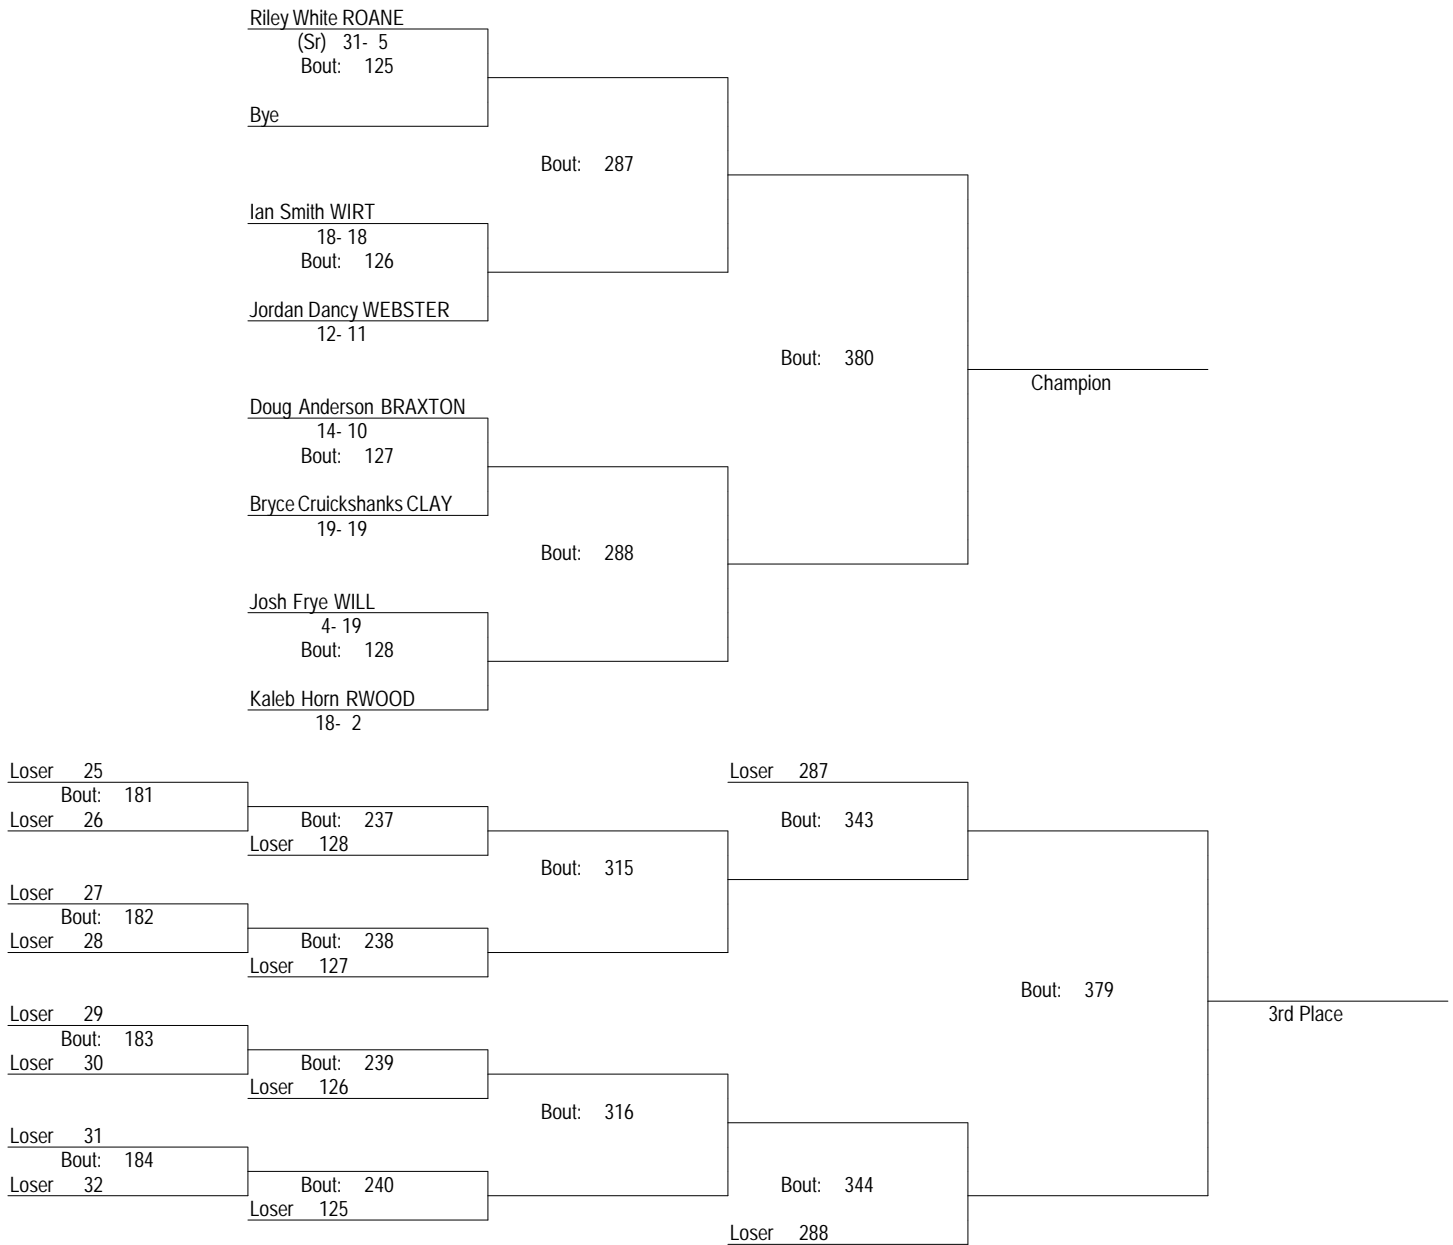 Riley White ROANE
(Sr) 31- 5
Bout: 125
Bye
Bout: 287
Ian Smith WIRT
18- 18
Bout: 126
Jordan Dancy WEBSTER
12- 11
Bout: 380
Champion
Doug Anderson BRAXTON
14- 10
Bout: 127
Bryce Cruickshanks CLAY
19- 19
Bout: 288
Josh Frye WILL
4- 19
Bout: 128
Kaleb Horn RWOOD
18- 2
Loser 25
Bout: 181
Loser 26
Bout: 237
Loser 128
Loser 287
Bout: 343
Bout: 315
Loser 27
Bout: 182
Loser 28
Bout: 238
Loser 127
Bout: 379
3rd Place
Loser 29
Bout: 183
Loser 30
Bout: 239
Loser 126
Bout: 316
Loser 31
Bout: 184
Loser 32
Bout: 240
Loser 125
Bout: 344
Loser 288